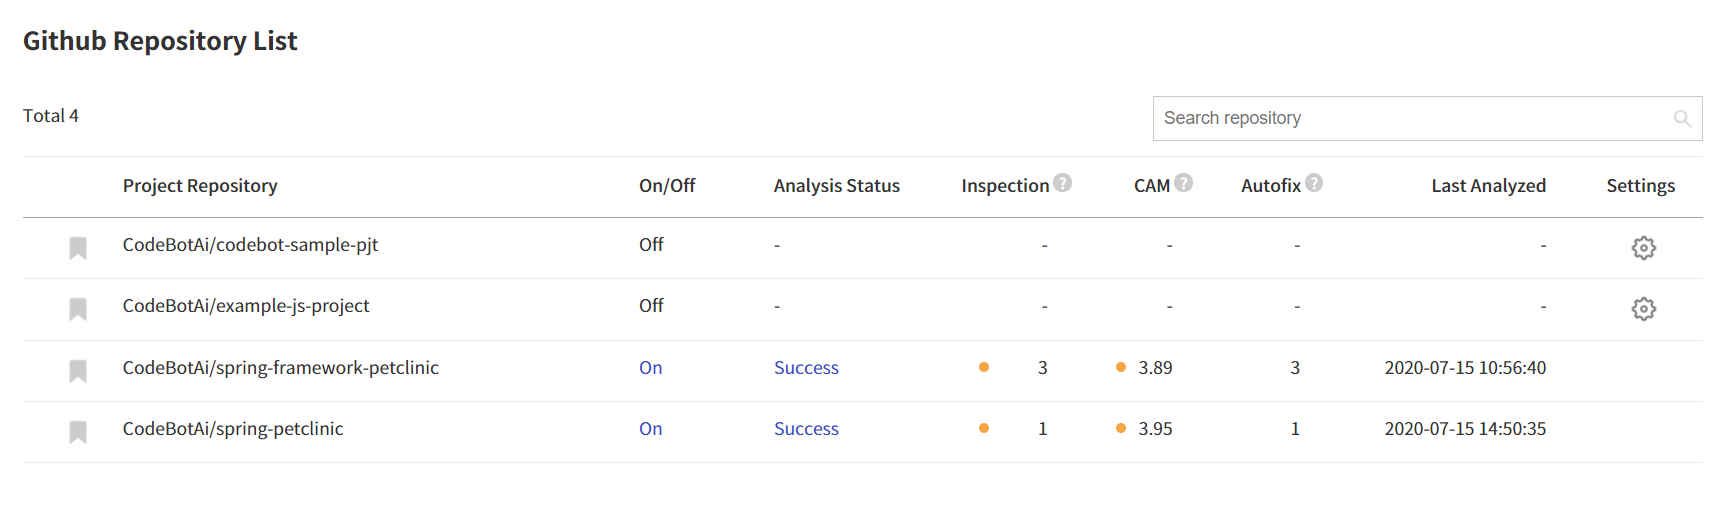 Github Repository List
Total 4
Search repository
Project Repository On/Off Analysis Status Inspection ? CAM ? Autofix ? Last Analyzed Settings
CodeBotAi/codebot-sample-pjt Off - - - - -
CodeBotAi/example-js-project Off - - - - -
CodeBotAi/spring-framework-petclinic On Success 3 3.89 3 2020-07-15 10:56:40
CodeBotAi/spring-petclinic On Success 1 3.95 1 2020-07-15 14:50:35